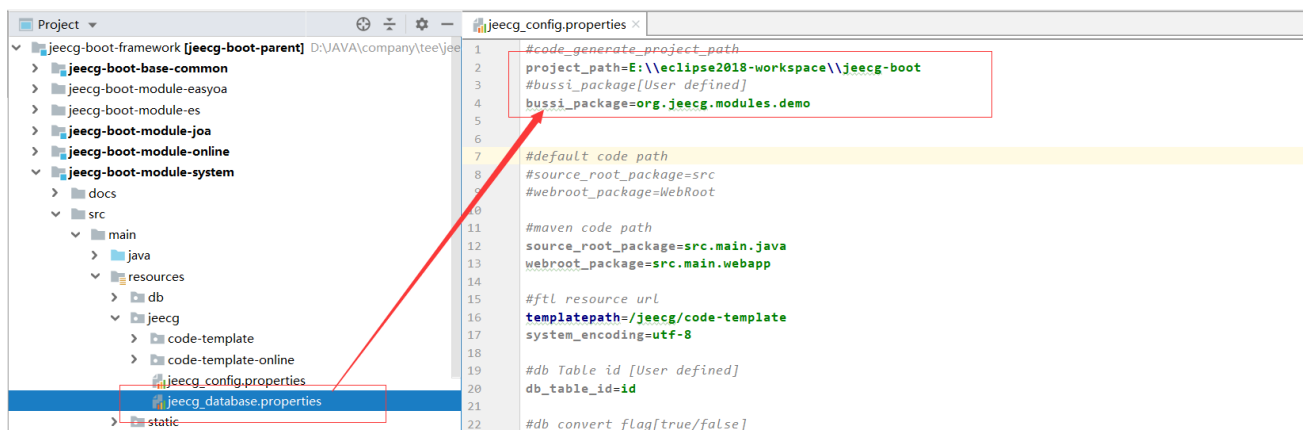 Project
jeecg-boot-framework [jeecg-boot-parent] D:\JAVA\company\tee\jee
jeecg-boot-base-common
jeecg-boot-module-easyoa
jeecg-boot-module-es
jeecg-boot-module-joa
jeecg-boot-module-online
jeecg-boot-module-system
docs
src
main
java
resources
db
jeecg
code-template
code-template-online
jeecg_config.properties
jeecg_database.properties
static
jeecg_config.properties
1 #code_generate_project_path
2 project_path=E:\\eclipse2018-workspace\\jeecg-boot
3 #bussi_package[User defined]
4 bussi_package=org.jeecg.modules.demo
5
6
7 #default code path
8 #source_root_package=src
9 #webroot_package=WebRoot
10
11 #maven code path
12 source_root_package=src.main.java
13 webroot_package=src.main.webapp
14
15 #ftl resource url
16 templatepath=/jeecg/code-template
17 system_encoding=utf-8
18
19 #db Table id [User defined]
20 db_table_id=id
21
22 #db convert flag[true/false]